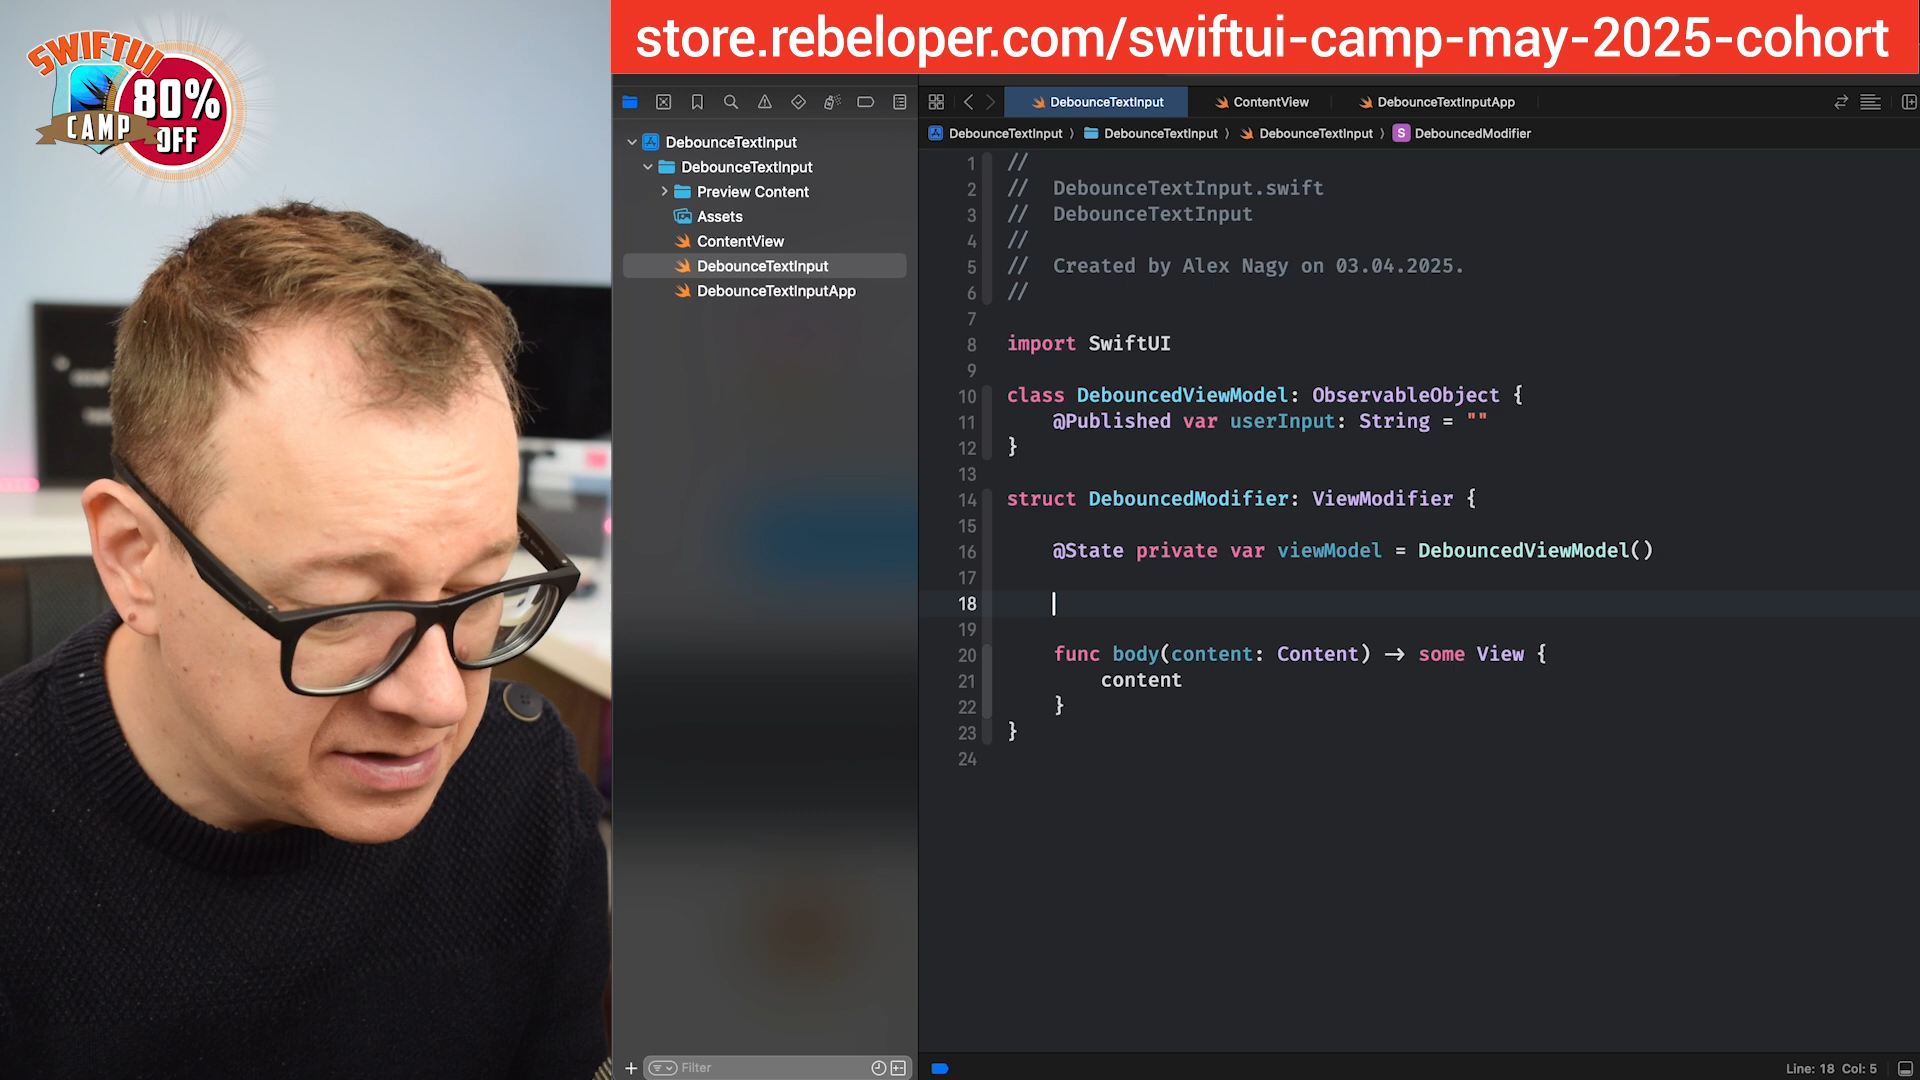 store.rebeloper.com/swiftui-camp-may-2025-cohort
SWIFTUI
CAMP
80%
OFF
DebounceTextInput
ContentView
DebounceTextInputApp
DebounceTextInput
DebounceTextInput
Preview Content
Assets
ContentView
DebounceTextInput
DebounceTextInputApp
DebounceTextInput 〉 DebounceTextInput 〉 DebounceTextInput 〉 S DebouncedModifier
1 //
2 //  DebounceTextInput.swift
3 //  DebounceTextInput
4 //
5 //  Created by Alex Nagy on 03.04.2025.
6 //
7
8 import SwiftUI
9
10 class DebouncedViewModel: ObservableObject {
11     @Published var userInput: String = ""
12 }
13
14 struct DebouncedModifier: ViewModifier {
15
16     @State private var viewModel = DebouncedViewModel()
17
18
19
20     func body(content: Content) -> some View {
21         content
22     }
23 }
24
Filter
Line: 18 Col: 5